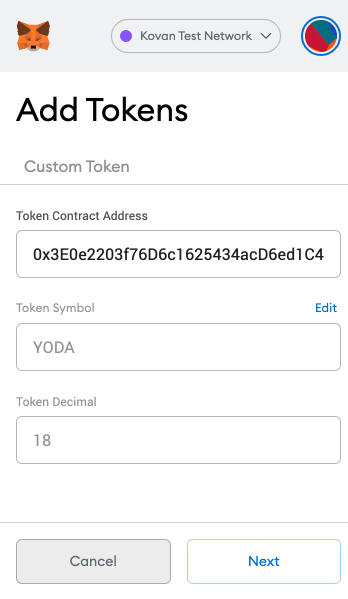 Kovan Test Network
Add Tokens
Custom Token
Token Contract Address
0x3E0e2203f76D6c1625434acD6ed1C4
Token Symbol Edit
YODA
Token Decimal
18
Cancel Next